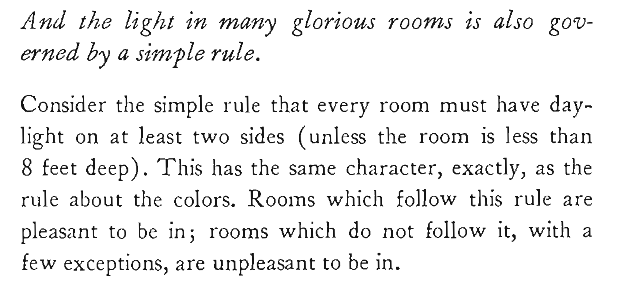 And the light in many glorious rooms is also gov-
erned by a simple rule.
Consider the simple rule that every room must have day-
light on at least two sides (unless the room is less than
8 feet deep). This has the same character, exactly, as the
rule about the colors. Rooms which follow this rule are
pleasant to be in; rooms which do not follow it, with a
few exceptions, are unpleasant to be in.